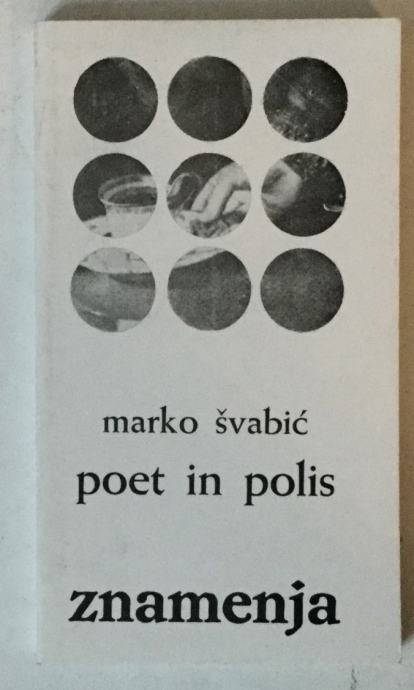 marko švabić
poet in polis
znamenja